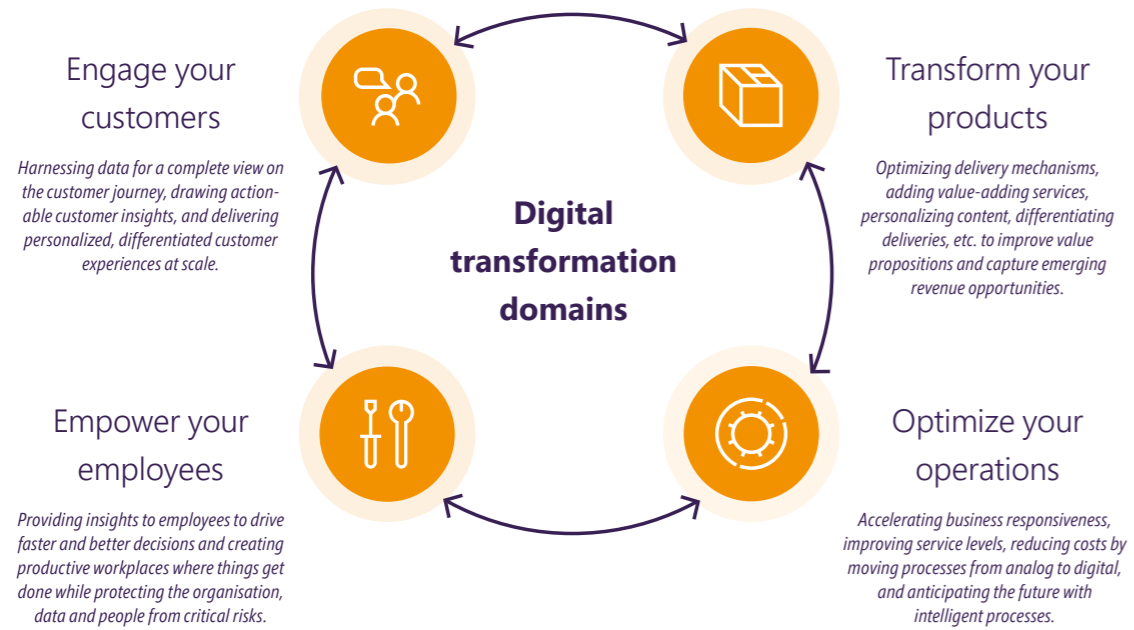 Engage your
customers
Harnessing data for a complete view on
the customer journey, drawing action-
able customer insights, and delivering
personalized, differentiated customer
experiences at scale.
Transform your
products
Optimizing delivery mechanisms,
adding value-adding services,
personalizing content, differentiating
deliveries, etc. to improve value
propositions and capture emerging
revenue opportunities.
Digital
transformation
domains
Empower your
employees
Providing insights to employees to drive
faster and better decisions and creating
productive workplaces where things get
done while protecting the organisation,
data and people from critical risks.
Optimize your
operations
Accelerating business responsiveness,
improving service levels, reducing costs by
moving processes from analog to digital,
and anticipating the future with
intelligent processes.